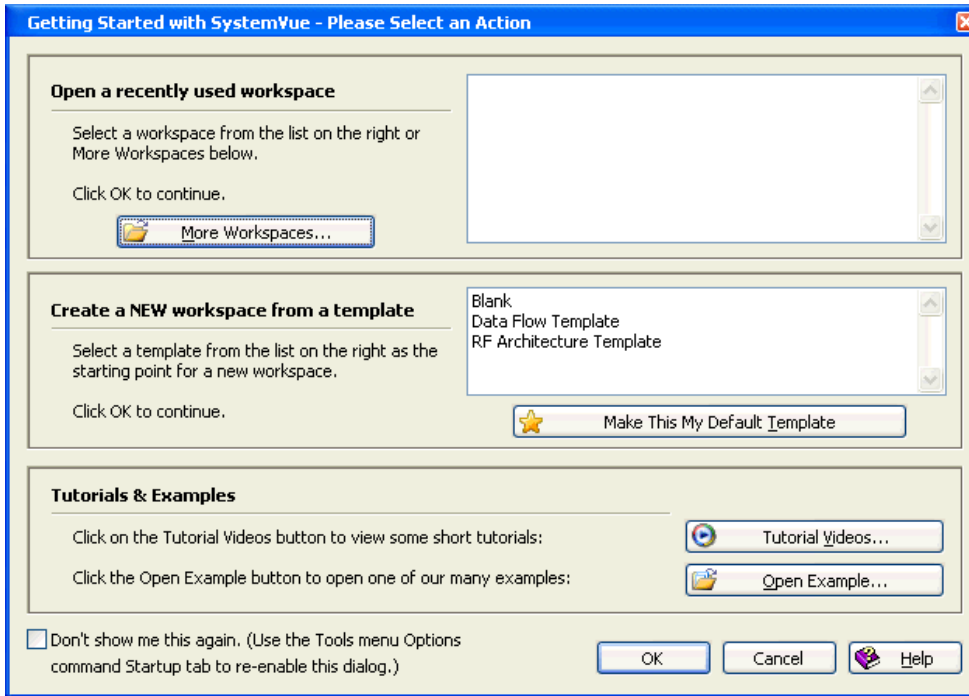 Getting Started with SystemVue - Please Select an Action
Open a recently used workspace
Select a workspace from the list on the right or
More Workspaces below.
Click OK to continue.
More Workspaces...
Create a NEW workspace from a template
Select a template from the list on the right as the
starting point for a new workspace.
Click OK to continue.
Blank
Data Flow Template
RF Architecture Template
Make This My Default Template
Tutorials & Examples
Click on the Tutorial Videos button to view some short tutorials:
Tutorial Videos...
Click the Open Example button to open one of our many examples:
Open Example...
Don't show me this again. (Use the Tools menu Options
command Startup tab to re-enable this dialog.)
OK
Cancel
Help